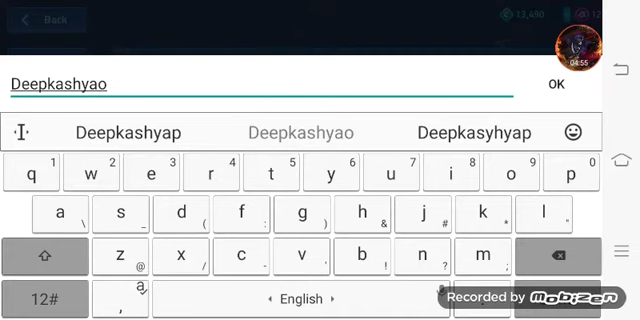 Back
13,490
12
04:55
Deepkashyao
OK
Deepkashyap Deepkashyao Deepkasyhyap
1 2 3 4 5 6 7 8 9 0
q w e r t y u i o p
a s d f g h j k l
\ _ ( : ) & # * "
z x c v b n m
@ / - ' ! ? ;
12# , English
Recorded by Mobizen